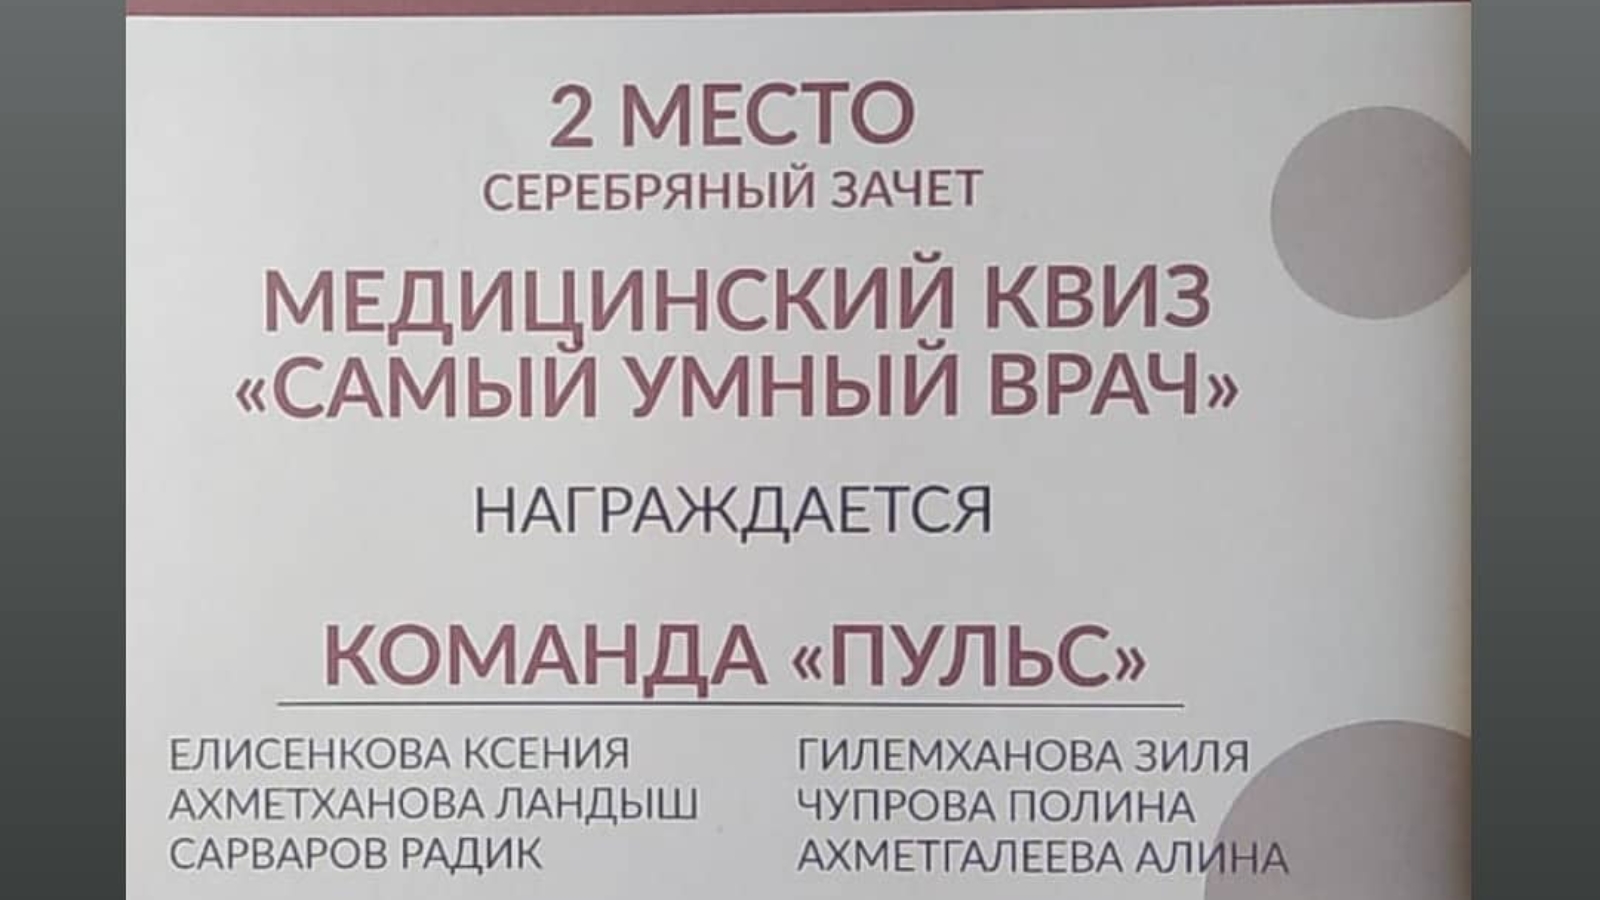 2 МЕСТО
СЕРЕБРЯНЫЙ ЗАЧЕТ
МЕДИЦИНСКИЙ КВИЗ
«САМЫЙ УМНЫЙ ВРАЧ»
НАГРАЖДАЕТСЯ
КОМАНДА «ПУЛЬС»
ЕЛИСЕНКОВА КСЕНИЯ
АХМЕТХАНОВА ЛАНДЫШ
САРВАРОВ РАДИК
ГИЛЕМХАНОВА ЗИЛЯ
ЧУПРОВА ПОЛИНА
АХМЕТГАЛЕЕВА АЛИНА